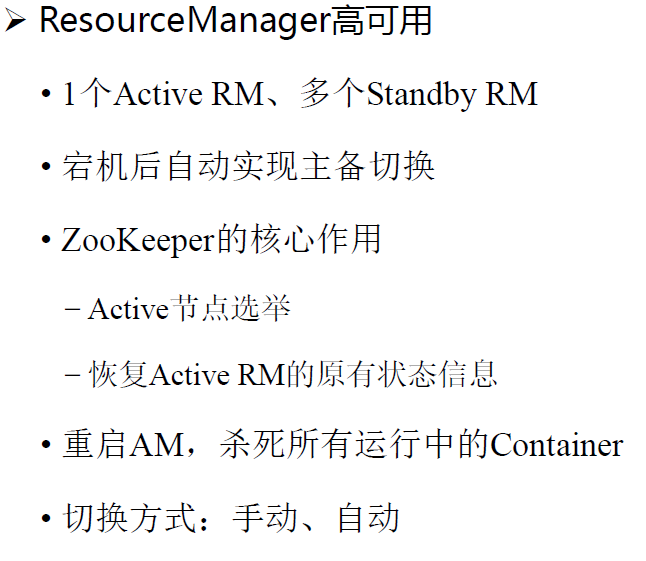 ➢ ResourceManager高可用
• 1个Active RM、多个Standby RM
• 宕机后自动实现主备切换
• ZooKeeper的核心作用
– Active节点选举
– 恢复Active RM的原有状态信息
• 重启AM，杀死所有运行中的Container
• 切换方式：手动、自动